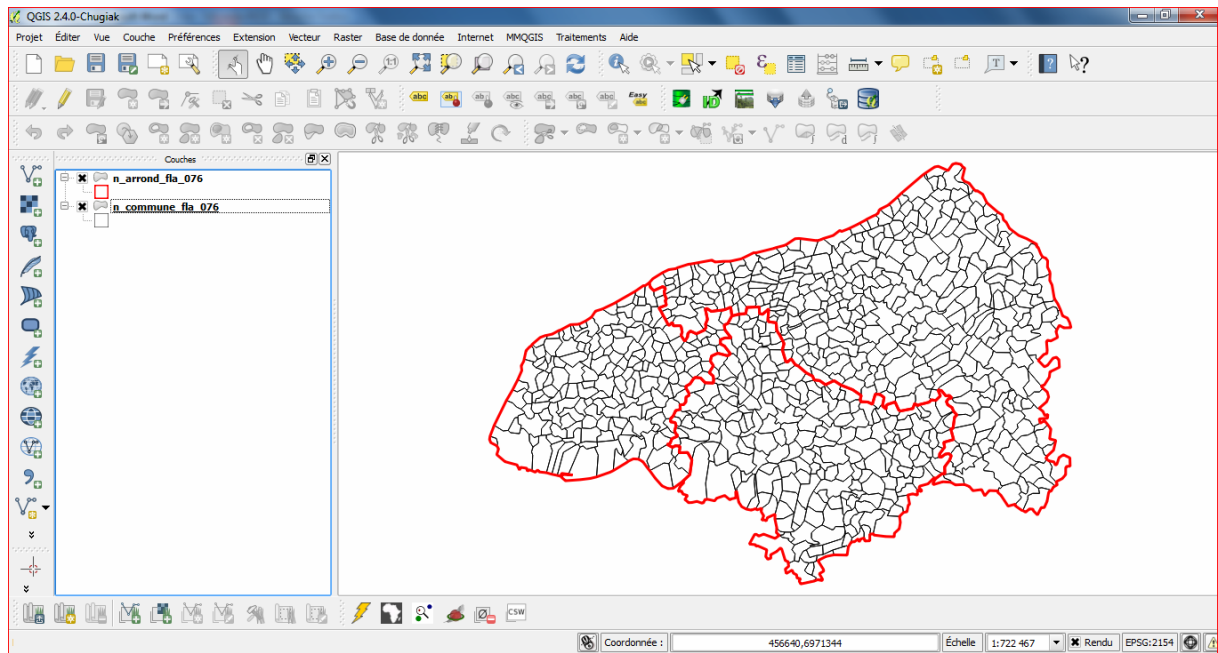 QGIS 2.4.0-Chugiak
Projet Éditer Vue Couche Préférences Extension Vecteur Raster Base de donnée Internet MMQGIS Traitements Aide
Couches
n_arrond_fla_076
n_commune_fla_076
CSW
Coordonnée : 456640,6971344 Échelle 1:722 467 Rendu EPSG:2154